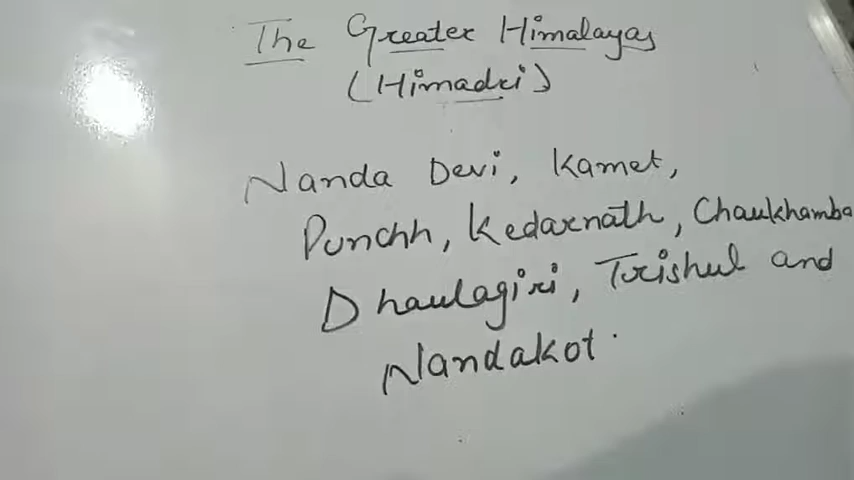 The Greater Himalayas
(Himadri)
Nanda Devi, Kamet,
Punchh, Kedarnath, Chaukhamba
Dhaulagiri, Trishul and
Nandakot.